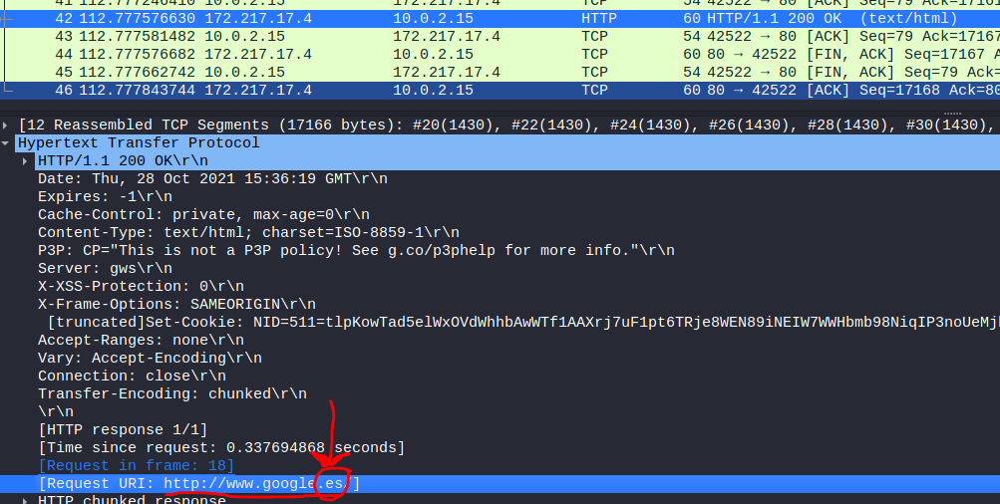 41 112.777246410 10.0.2.15 172.217.17.4 TCP 54 42522 → 80 [ACK] Seq=79 Ack=17161
42 112.777576630 172.217.17.4 10.0.2.15 HTTP 60 HTTP/1.1 200 OK (text/html)
43 112.777581482 10.0.2.15 172.217.17.4 TCP 54 42522 → 80 [ACK] Seq=79 Ack=17167
44 112.777576682 172.217.17.4 10.0.2.15 TCP 60 80 → 42522 [FIN, ACK] Seq=17167 A
45 112.777662742 10.0.2.15 172.217.17.4 TCP 54 42522 → 80 [FIN, ACK] Seq=79 Ac
46 112.777843744 172.217.17.4 10.0.2.15 TCP 60 80 → 42522 [ACK] Seq=17168 Ack=80
[12 Reassembled TCP Segments (17166 bytes): #20(1430), #22(1430), #24(1430), #26(1430), #28(1430), #30(1430),
Hypertext Transfer Protocol
HTTP/1.1 200 OK\r\n
Date: Thu, 28 Oct 2021 15:36:19 GMT\r\n
Expires: -1\r\n
Cache-Control: private, max-age=0\r\n
Content-Type: text/html; charset=ISO-8859-1\r\n
P3P: CP="This is not a P3P policy! See g.co/p3phelp for more info."\r\n
Server: gws\r\n
X-XSS-Protection: 0\r\n
X-Frame-Options: SAMEORIGIN\r\n
[truncated]Set-Cookie: NID=511=tlpKowTad5elWxOVdWhhbAwWTf1AAXrj7uF1pt6TRje8WEN89iNEIW7WWHbmb98NiqIP3noUeMj
Accept-Ranges: none\r\n
Vary: Accept-Encoding\r\n
Connection: close\r\n
Transfer-Encoding: chunked\r\n
\r\n
[HTTP response 1/1]
[Time since request: 0.337694868 seconds]
[Request in frame: 18]
[Request URI: http://www.google.es/]
HTTP chunked response